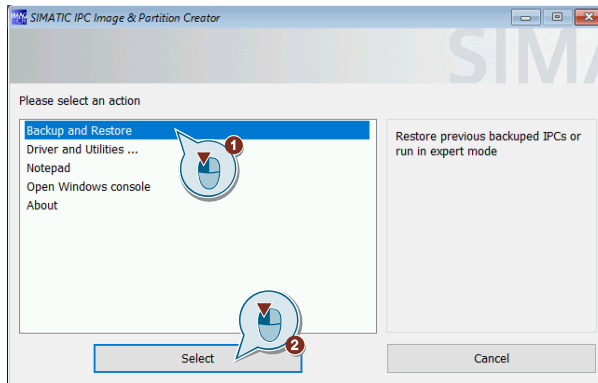 SIMATIC IPC Image & Partition Creator
Please select an action
Backup and Restore
Driver and Utilities ...
Notepad
Open Windows console
About
Restore previous backuped IPCs or
run in expert mode
1
2
Select
Cancel